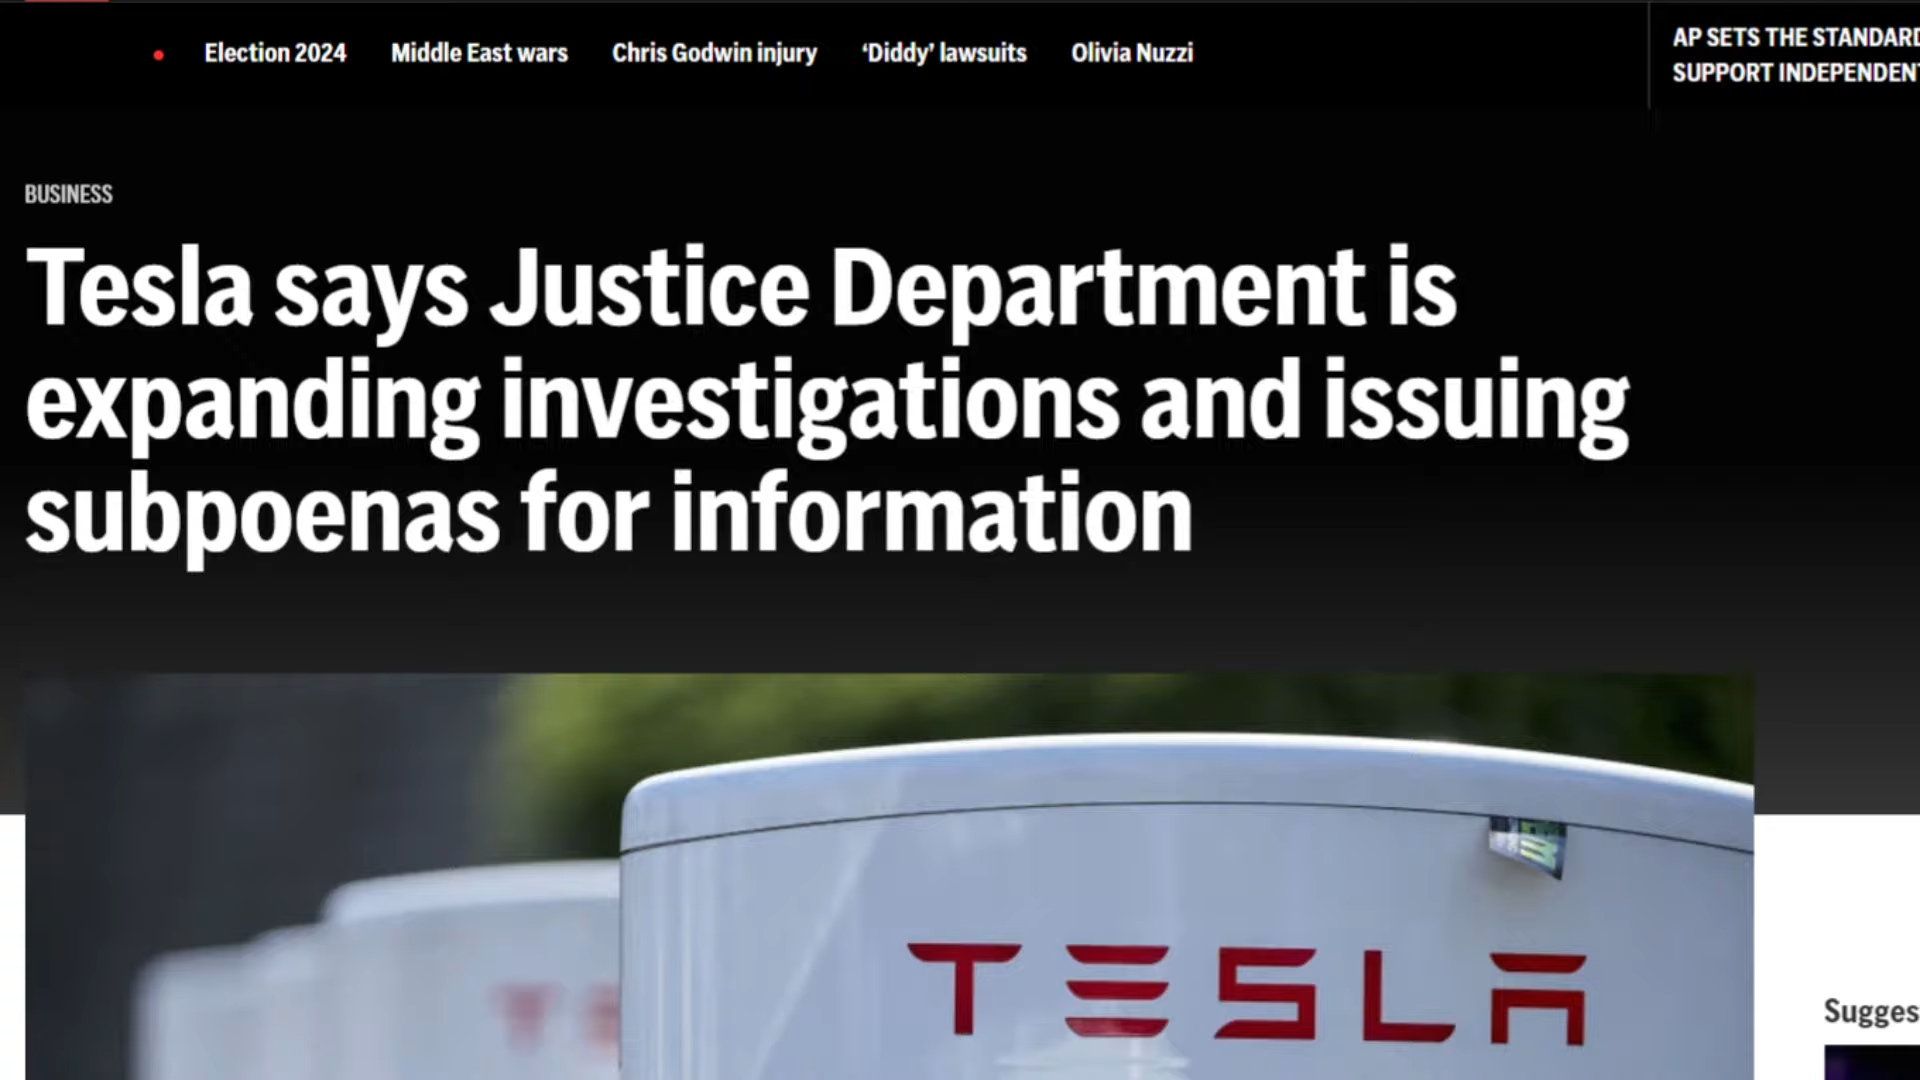 Election 2024 Middle East wars Chris Godwin injury ‘Diddy’ lawsuits Olivia Nuzzi
AP SETS THE STANDARD
SUPPORT INDEPENDENT
BUSINESS
Tesla says Justice Department is
expanding investigations and issuing
subpoenas for information
TESLA
Sugges